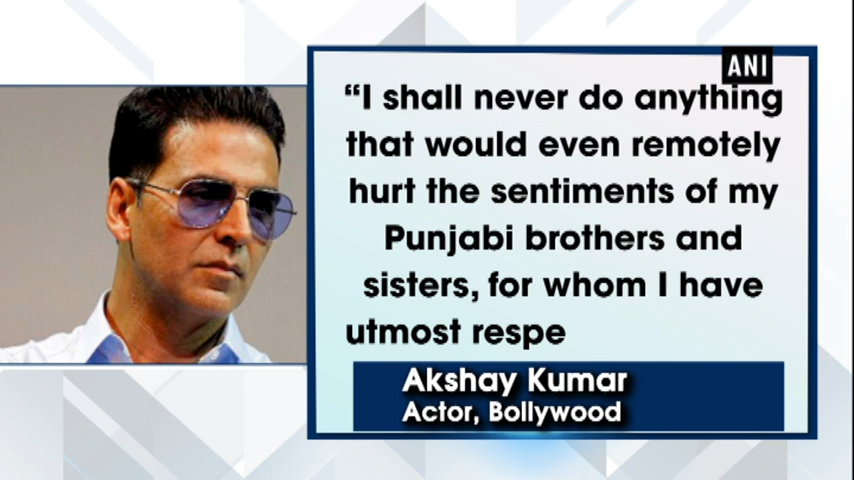 ANI
“I shall never do anything
that would even remotely
hurt the sentiments of my
Punjabi brothers and
sisters, for whom I have
utmost respe
Akshay Kumar
Actor, Bollywood